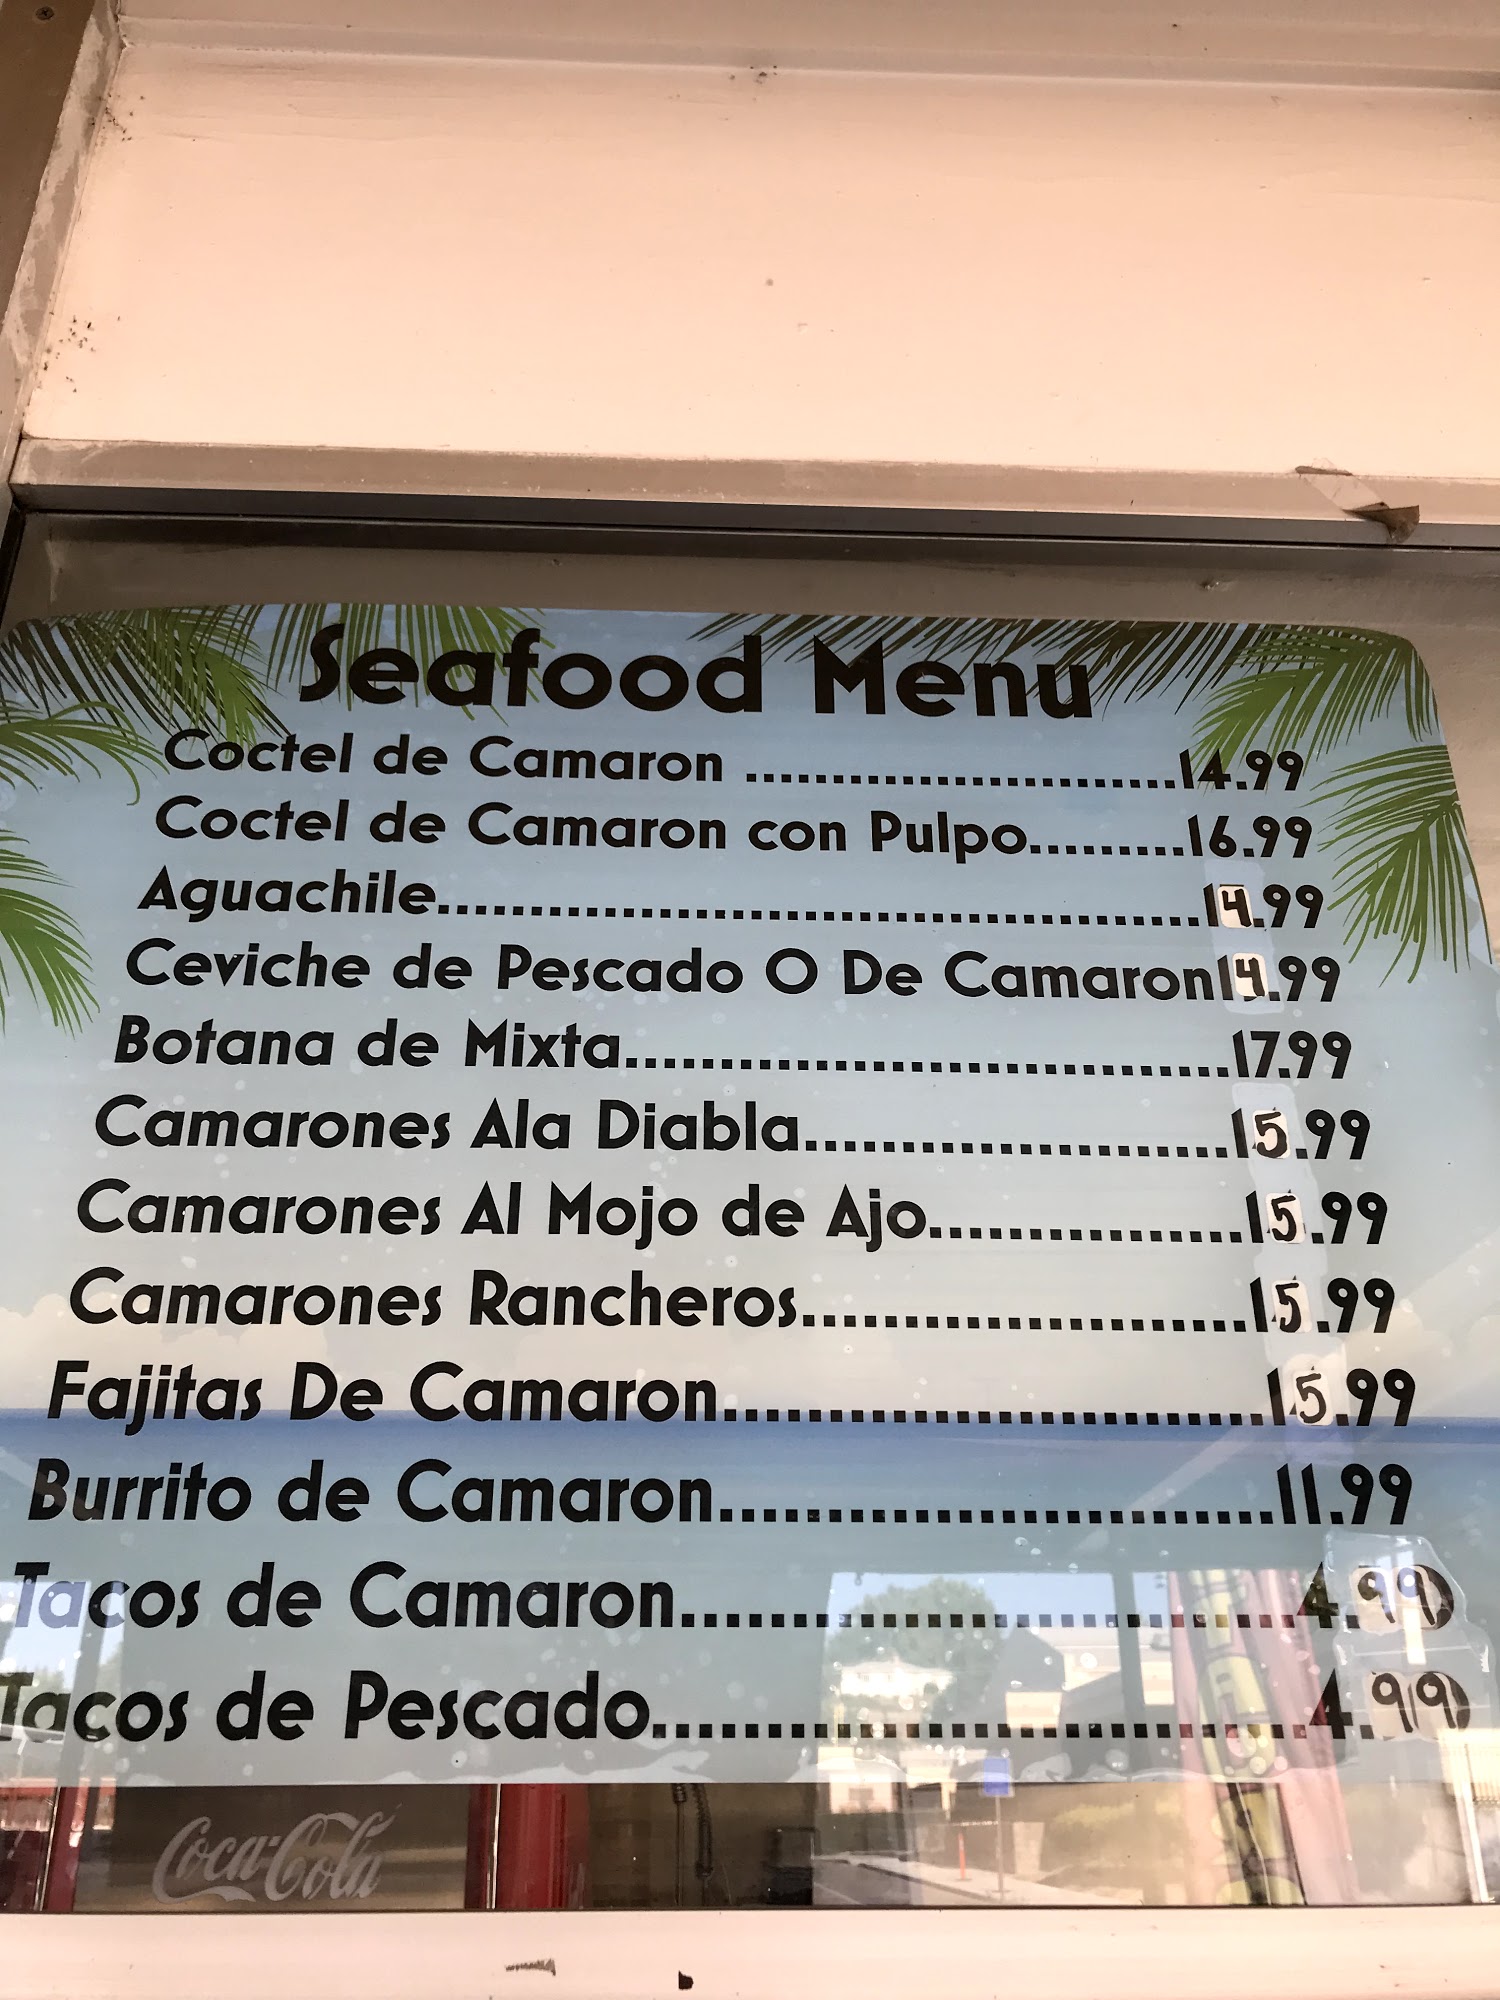 Seafood Menu
Coctel de Camaron ..........................14.99
Coctel de Camaron con Pulpo.........16.99
Aguachile..........................................14.99
Ceviche de Pescado O De Camaron14.99
Botana de Mixta................................17.99
Camarones Ala Diabla......................15.99
Camarones Al Mojo de Ajo................15.99
Camarones Rancheros.......................15.99
Fajitas De Camaron...........................15.99
Burrito de Camaron...........................11.99
Tacos de Camaron.............................4.99
Tacos de Pescado..............................4.99
Coca-Cola